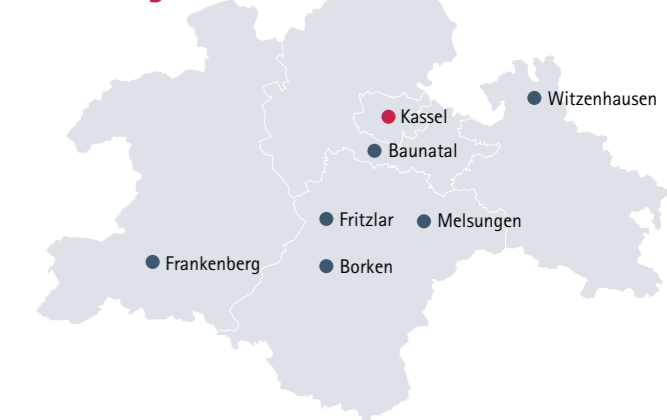 Witzenhausen
Kassel
Baunatal
Fritzlar
Melsungen
Frankenberg
Borken